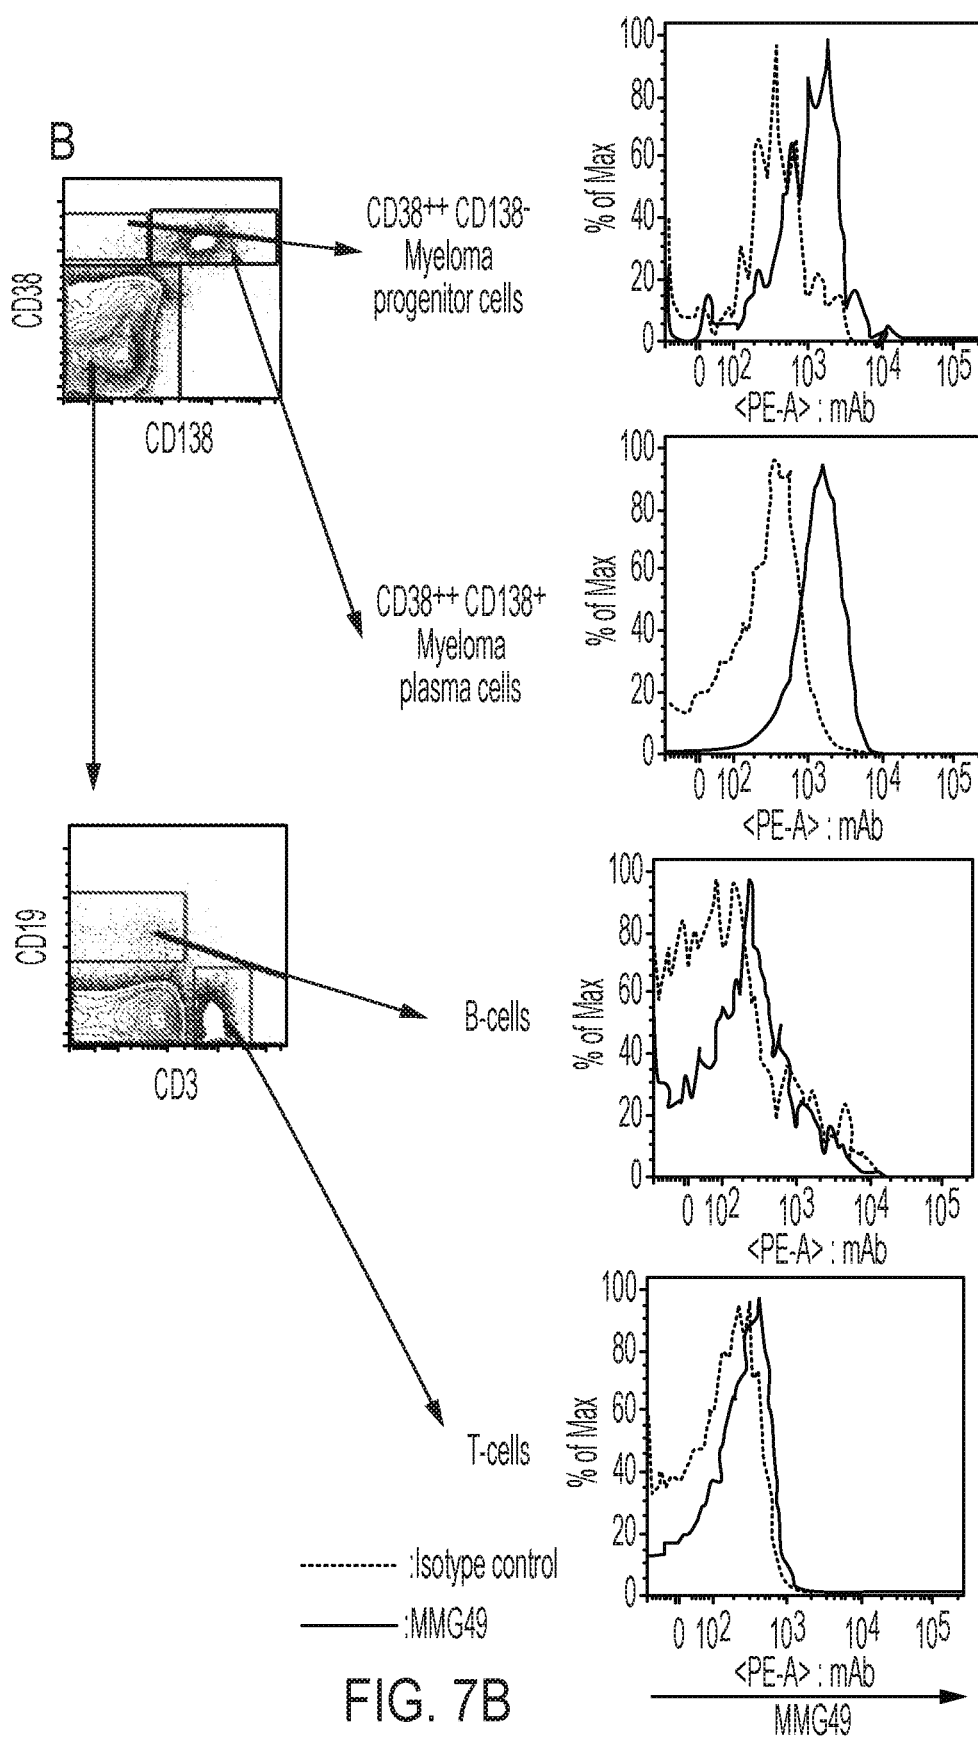 B
CD38
CD138
CD38++ CD138-
Myeloma
progenitor cells
% of Max
100
80
60
40
20
0
0 10² 10³ 10⁴ 10⁵
<PE-A> : mAb
CD38++ CD138+
Myeloma
plasma cells
% of Max
100
80
60
40
20
0
0 10² 10³ 10⁴ 10⁵
<PE-A> : mAb
CD19
CD3
B-cells
% of Max
100
80
60
40
20
0
0 10² 10³ 10⁴ 10⁵
<PE-A> : mAb
T-cells
% of Max
100
80
60
40
20
0
0 10² 10³ 10⁴ 10⁵
<PE-A> : mAb
MMG49
:Isotype control
:MMG49
FIG. 7B